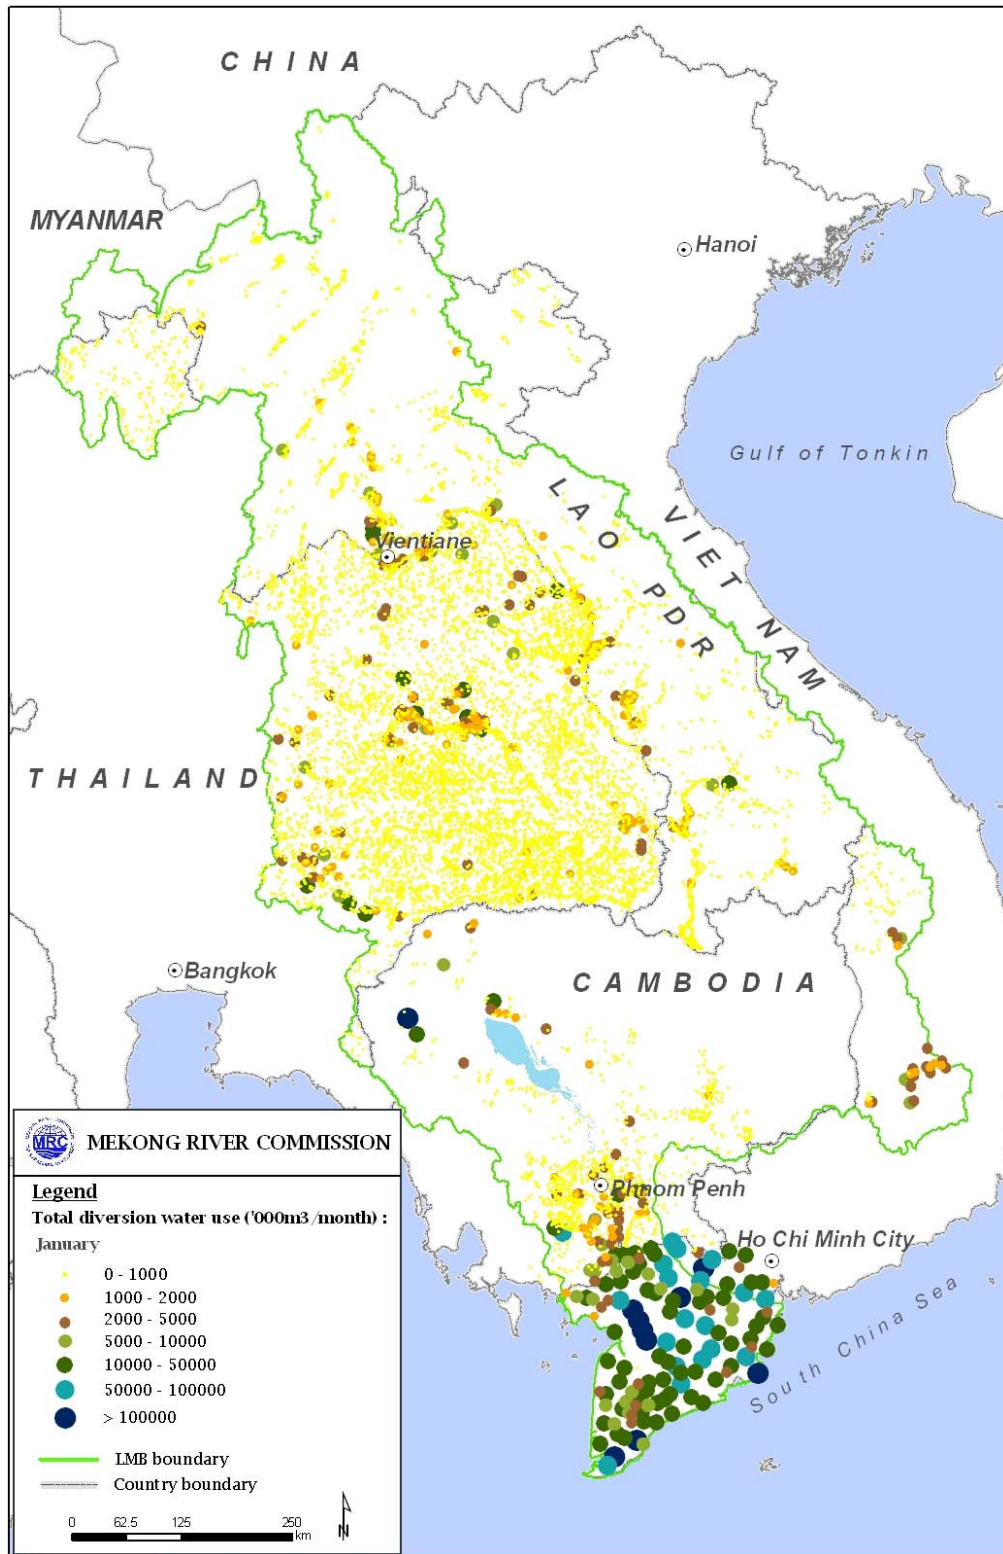 CHINA
MYANMAR
Hanoi
Gulf of Tonkin
LAO PDR
VIET NAM
Vientiane
THAILAND
Bangkok
CAMBODIA
Phnom Penh
Ho Chi Minh City
South China Sea
MRC
MEKONG RIVER COMMISSION
Legend
Total diversion water use ('000m3/month) :
January
0 - 1000
1000 - 2000
2000 - 5000
5000 - 10000
10000 - 50000
50000 - 100000
> 100000
LMB boundary
Country boundary
0 62.5 125 250
km
N